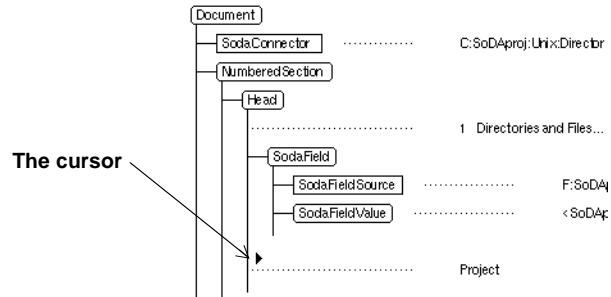 Document
SodaConnector C:SoDAproj:Unix:Director
NumberedSection
Head
1 Directories and Files...
The cursor
SodaField
SodaFieldSource F:SoDAp
SodaFieldValue <SoDAp
Project